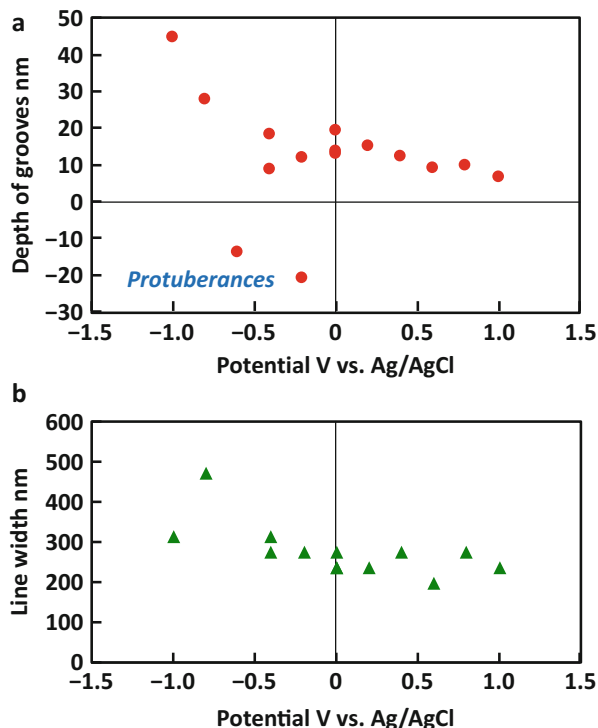 a
50
40
30
20
10
0
−10
−20
−30
Depth of grooves nm
Protuberances
−1.5 −1.0 −0.5 0 0.5 1.0 1.5
Potential V vs. Ag/AgCl
b
600
500
400
300
200
100
0
Line width nm
−1.5 −1.0 −0.5 0 0.5 1.0 1.5
Potential V vs. Ag/AgCl